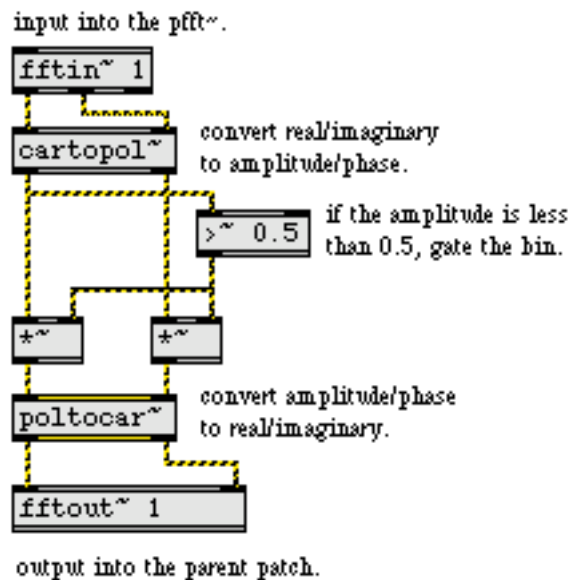 input into the pfft~.
fftin~ 1
convert real/imaginary
cartopol~
to amplitude/phase.
if the amplitude is less
>~ 0.5
than 0.5, gate the bin.
*~ *~
convert amplitude/phase
poltocar~
to real/imaginary.
fftout~ 1
output into the parent patch.